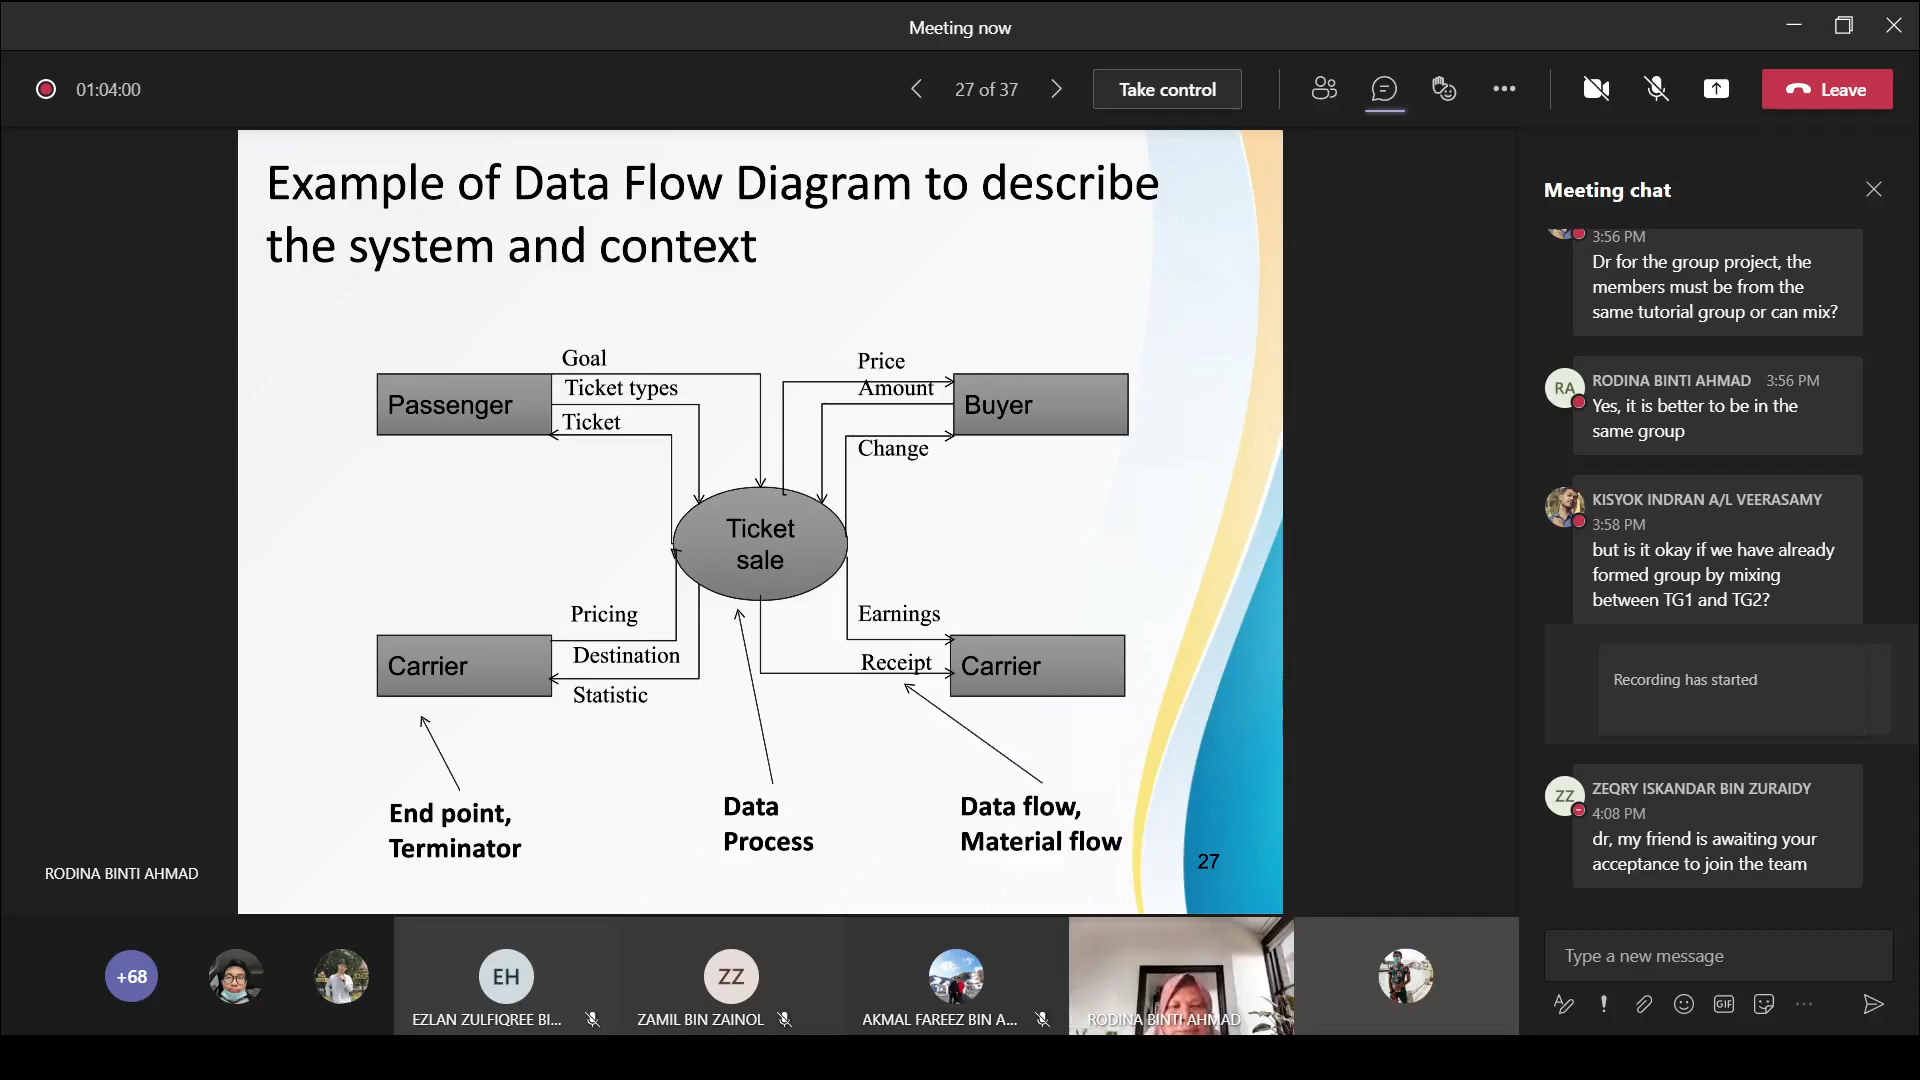 Meeting now
01:04:00
27 of 37
Take control
Leave
Example of Data Flow Diagram to describe
the system and context
Goal
Ticket types
Ticket
Passenger
Price
Amount
Change
Buyer
Ticket
sale
Pricing
Destination
Statistic
Carrier
Earnings
Receipt
Carrier
End point,
Terminator
Data
Process
Data flow,
Material flow
27
RODINA BINTI AHMAD
Meeting chat
3:56 PM
Dr for the group project, the
members must be from the
same tutorial group or can mix?
RA
RODINA BINTI AHMAD 3:56 PM
Yes, it is better to be in the
same group
KISYOK INDRAN A/L VEERASAMY
3:58 PM
but is it okay if we have already
formed group by mixing
between TG1 and TG2?
Recording has started
ZZ
ZEQRY ISKANDAR BIN ZURAIDY
4:08 PM
dr, my friend is awaiting your
acceptance to join the team
Type a new message
GIF
+68
EH
EZLAN ZULFIQREE BI...
ZZ
ZAMIL BIN ZAINOL
AKMAL FAREEZ BIN A...
RODINA BINTI AHMAD